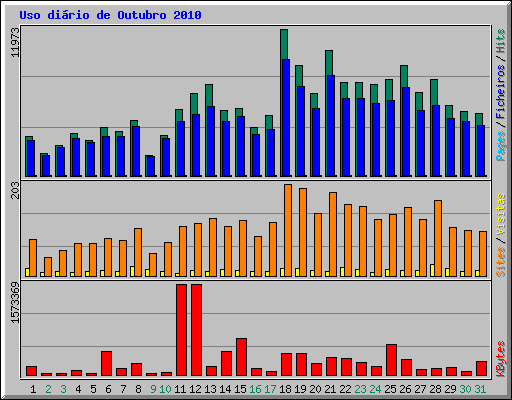 Uso diário de Outubro 2010
11973
Pages / Ficheiros / Hits
203
Sites / Visitas
1573369
KBytes
1 2 3 4 5 6 7 8 9 10 11 12 13 14 15 16 17 18 19 20 21 22 23 24 25 26 27 28 29 30 31